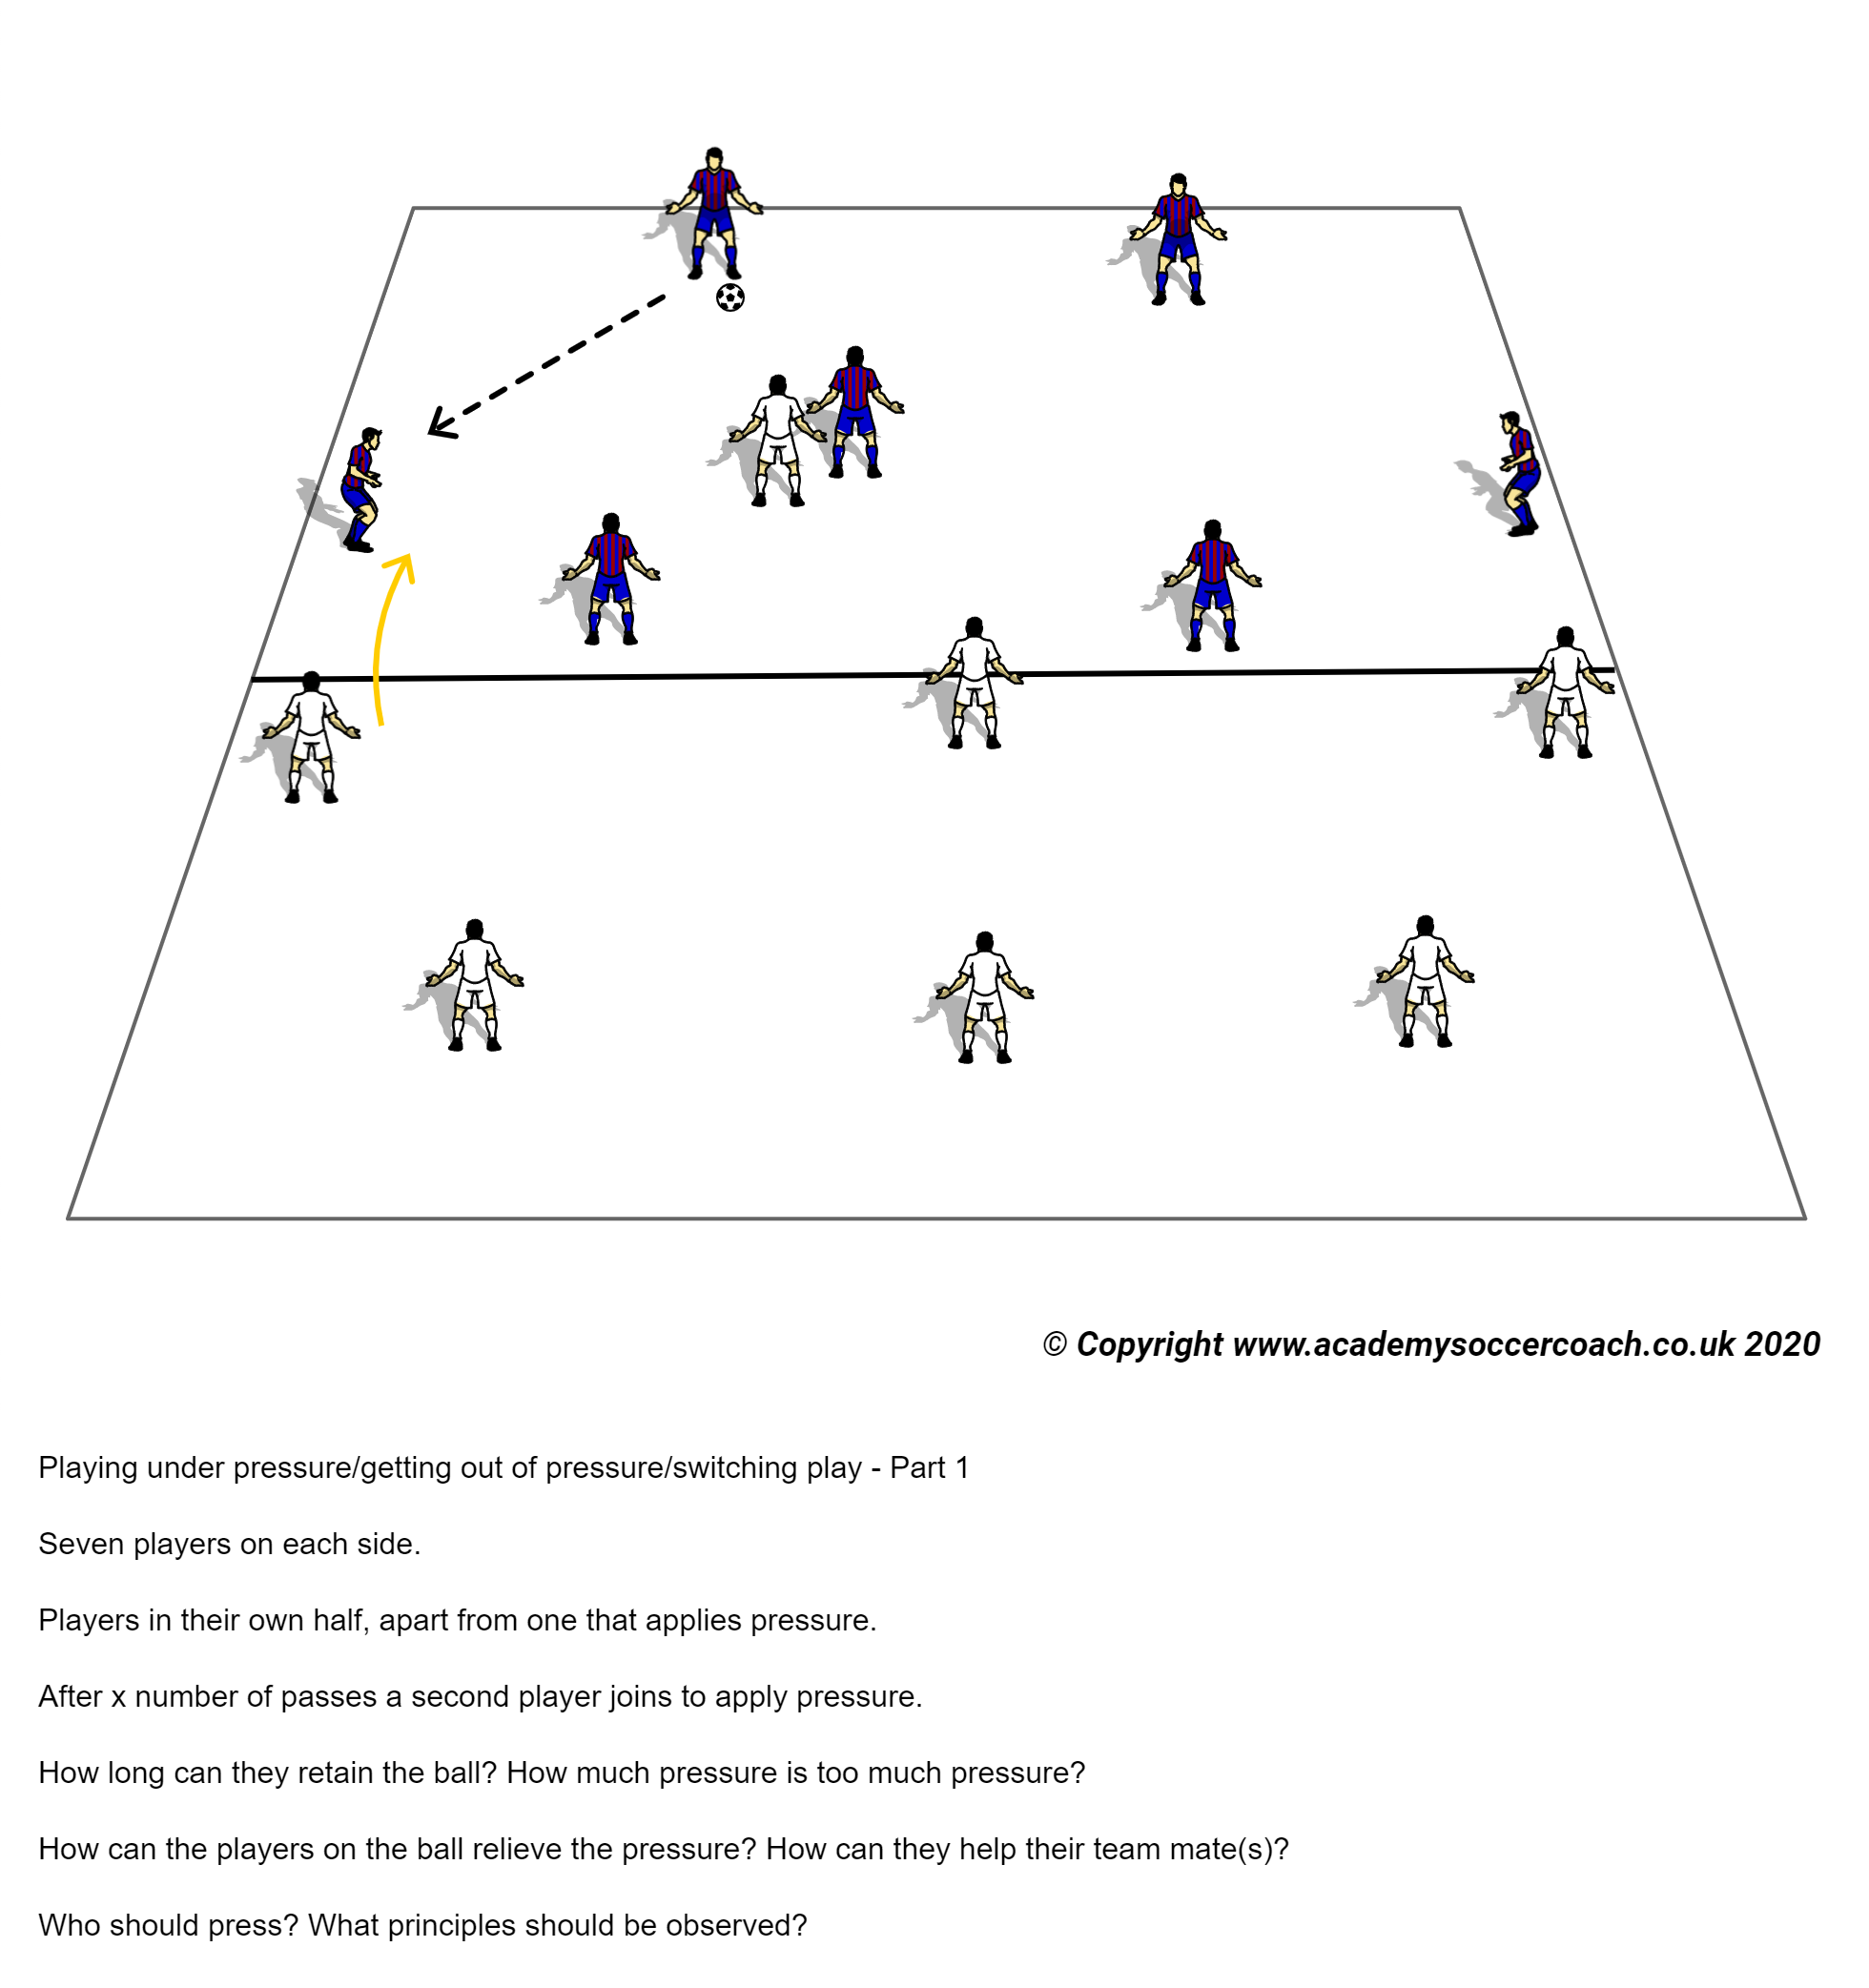 © Copyright www.academysoccercoach.co.uk 2020
Playing under pressure/getting out of pressure/switching play - Part 1
Seven players on each side.
Players in their own half, apart from one that applies pressure.
After x number of passes a second player joins to apply pressure.
How long can they retain the ball? How much pressure is too much pressure?
How can the players on the ball relieve the pressure? How can they help their team mate(s)?
Who should press? What principles should be observed?